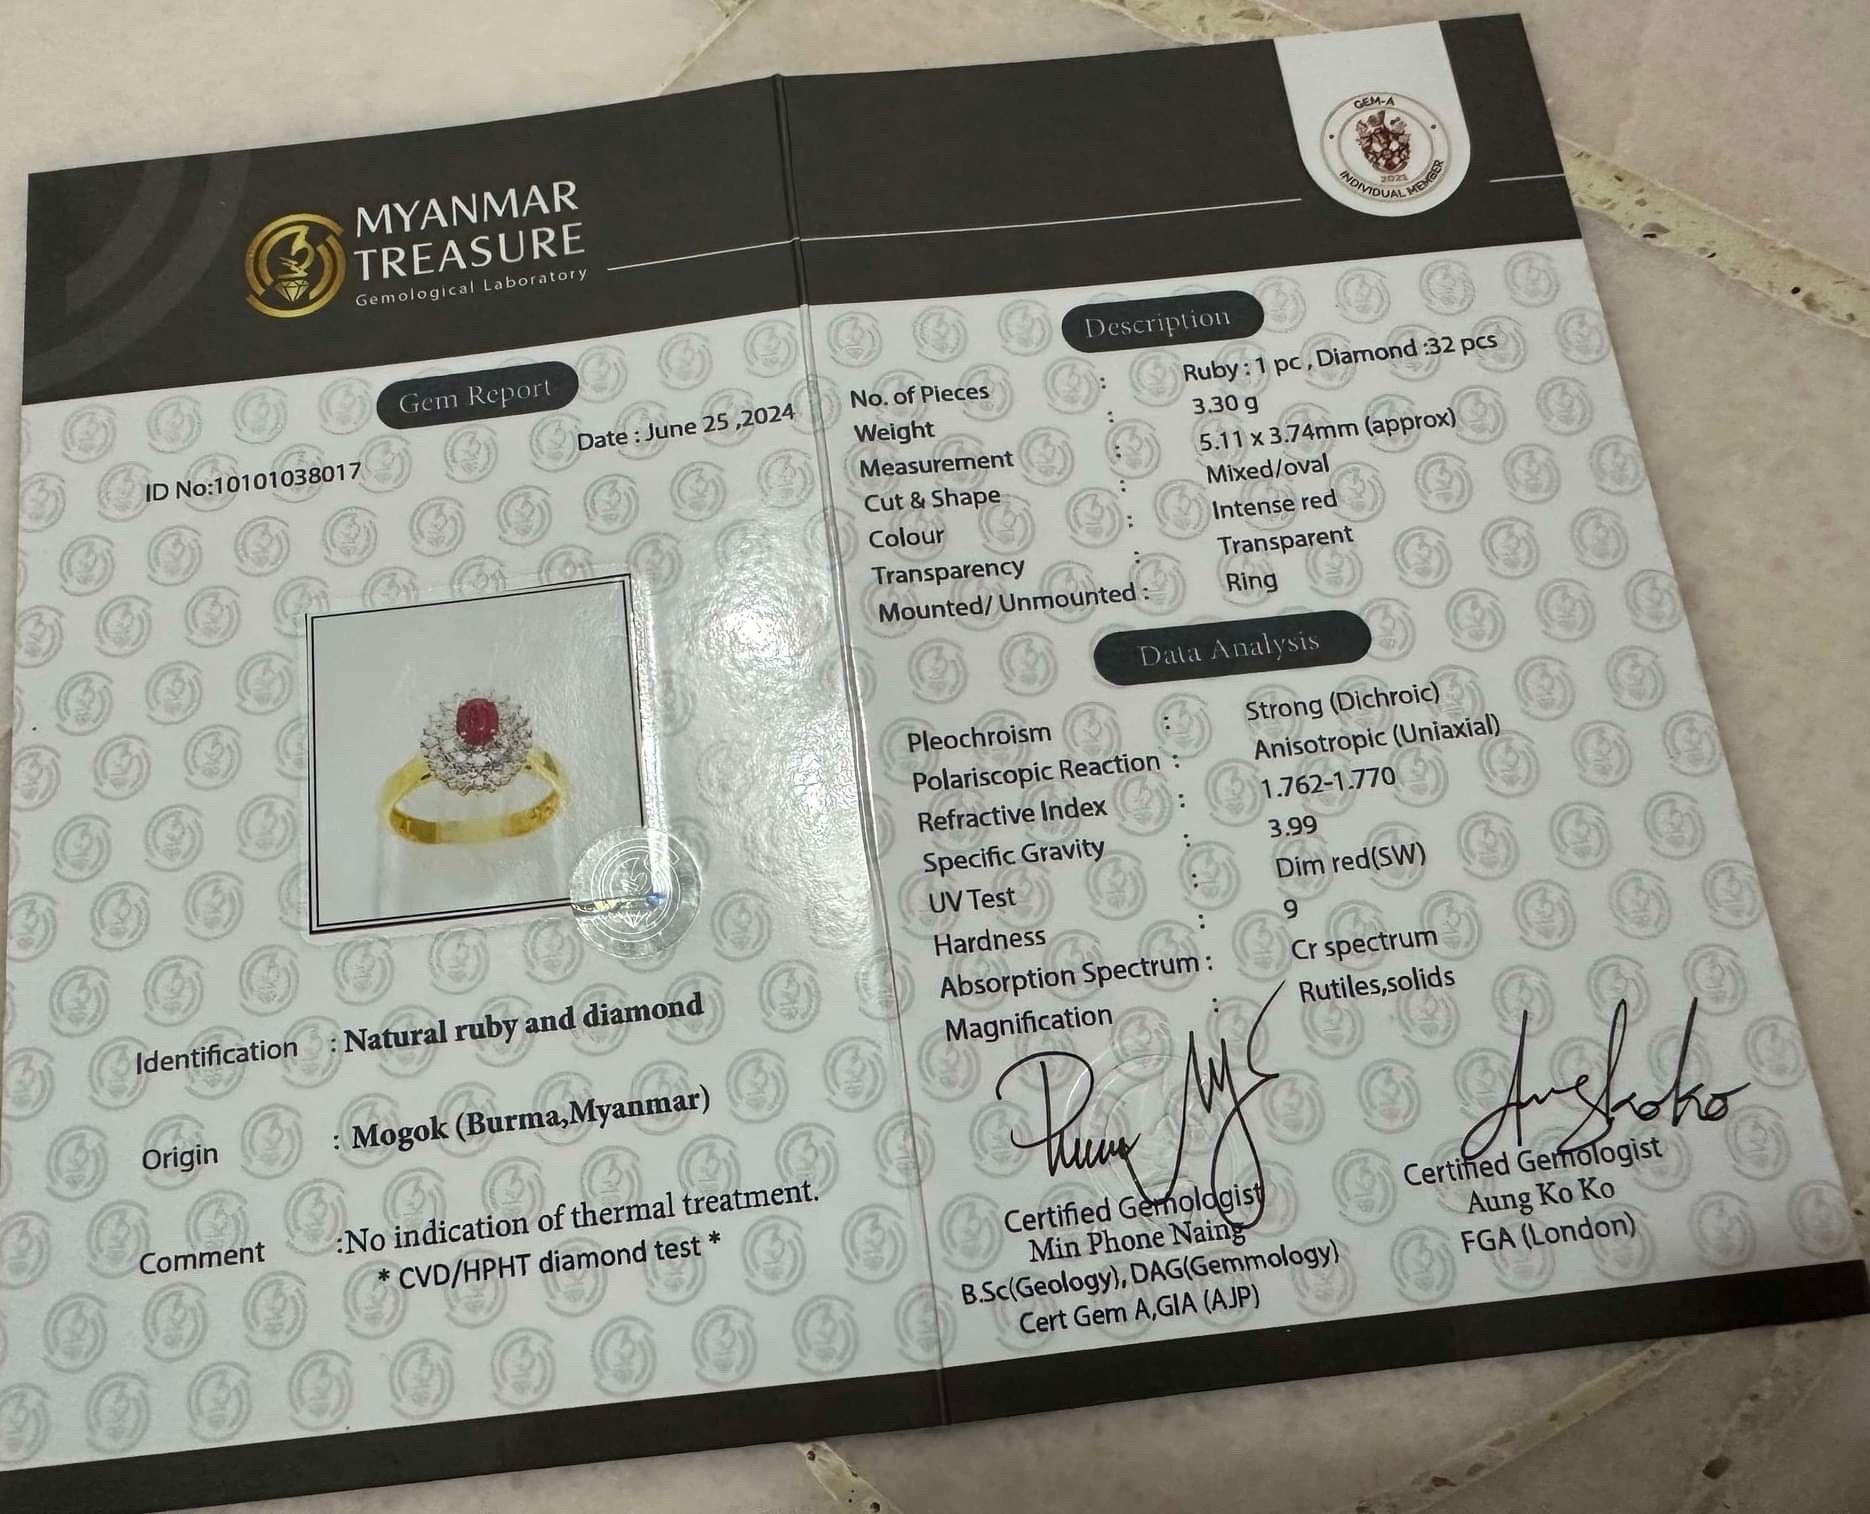 MYANMAR
TREASURE
Gemological Laboratory
GEM-A
2021
INDIVIDUAL MEMBER
Gem Report
Date : June 25 ,2024
ID No:10101038017
Identification : Natural ruby and diamond
Origin : Mogok (Burma,Myanmar)
Comment :No indication of thermal treatment.
* CVD/HPHT diamond test *
Description
No. of Pieces : Ruby : 1 pc , Diamond :32 pcs
Weight : 3.30 g
Measurement : 5.11 x 3.74mm (approx)
Cut & Shape : Mixed/oval
Colour : Intense red
Transparency : Transparent
Mounted/ Unmounted : Ring
Data Analysis
Pleochroism : Strong (Dichroic)
Polariscopic Reaction : Anisotropic (Uniaxial)
Refractive Index : 1.762-1.770
Specific Gravity : 3.99
UV Test : Dim red(SW)
Hardness : 9
Absorption Spectrum : Cr spectrum
Magnification : Rutiles,solids
Certified Gemologist
Min Phone Naing
B.Sc(Geology), DAG(Gemmology)
Cert Gem A,GIA (AJP)
Aung Ko Ko
Certified Gemologist
Aung Ko Ko
FGA (London)